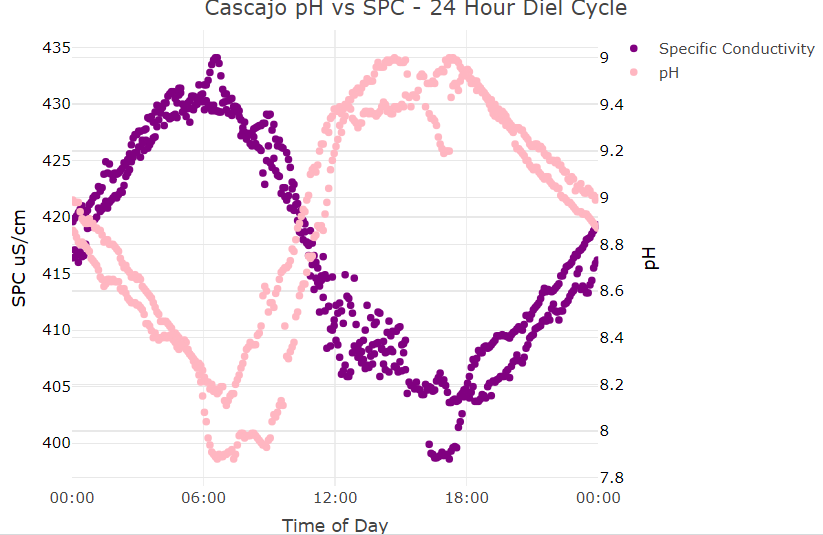 Cascajo pH vs SPC - 24 Hour Diel Cycle
435
430
425
420
415
410
405
400
SPC uS/cm
9
9.4
9.2
9
8.8
8.6
8.4
8.2
8
7.8
pH
Specific Conductivity
pH
00:00 06:00 12:00 18:00 00:00
Time of Day